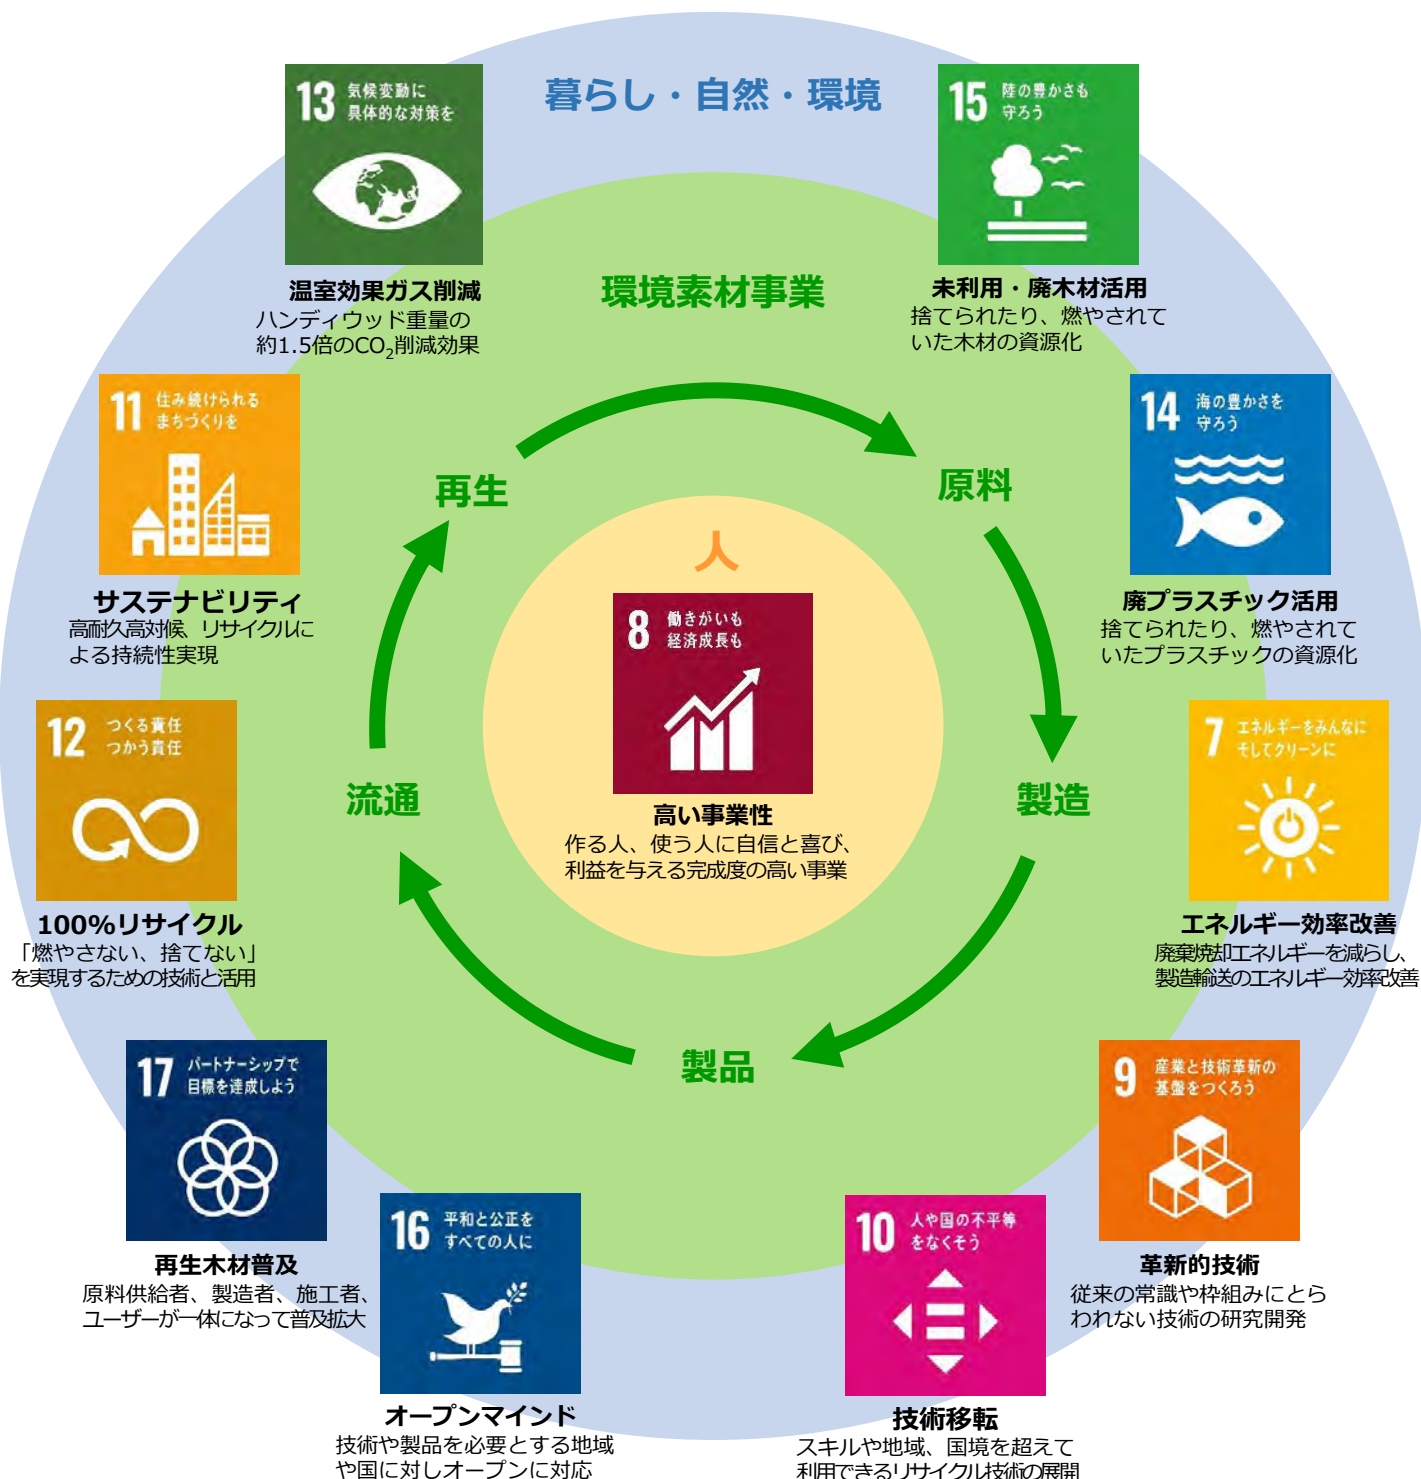 暮らし・自然・環境
13 気候変動に
具体的な対策を
温室効果ガス削減
ハンディウッド重量の
約1.5倍のCO₂削減効果
15 陸の豊かさも
守ろう
未利用・廃木材活用
捨てられたり、燃やされて
いた木材の資源化
環境素材事業
11 住み続けられる
まちづくりを
サステナビリティ
高耐久高対候、リサイクルに
よる持続性実現
14 海の豊かさを
守ろう
廃プラスチック活用
捨てられたり、燃やされて
いたプラスチックの資源化
再生
原料
人
8 働きがいも
経済成長も
高い事業性
作る人、使う人に自信と喜び、
利益を与える完成度の高い事業
12 つくる責任
つかう責任
100%リサイクル
「燃やさない、捨てない」
を実現するための技術と活用
流通
製造
7 エネルギーをみんなに
そしてクリーンに
エネルギー効率改善
廃棄焼却エネルギーを減らし、
製造輸送のエネルギー効率改善
製品
17 パートナーシップで
目標を達成しよう
再生木材普及
原料供給者、製造者、施工者、
ユーザーが一体になって普及拡大
9 産業と技術革新の
基盤をつくろう
革新的技術
従来の常識や枠組みにとら
われない技術の研究開発
16 平和と公正を
すべての人に
オープンマインド
技術や製品を必要とする地域
や国に対しオープンに対応
10 人や国の不平等
をなくそう
技術移転
スキルや地域、国境を超えて
利用できるリサイクル技術の展開